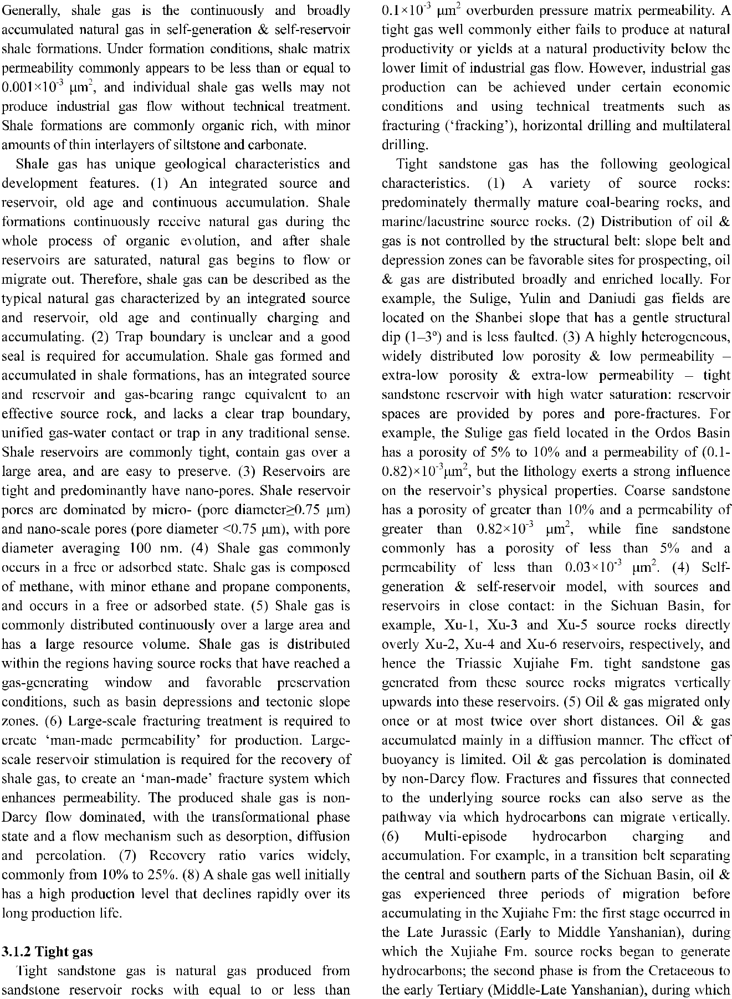 Generally, shale gas is the continuously and broadly
accumulated natural gas in self-generation & self-reservoir
shale formations. Under formation conditions, shale matrix
permeability commonly appears to be less than or equal to
0.001×10⁻³ μm², and individual shale gas wells may not
produce industrial gas flow without technical treatment.
Shale formations are commonly organic rich, with minor
amounts of thin interlayers of siltstone and carbonate.
Shale gas has unique geological characteristics and
development features. (1) An integrated source and
reservoir, old age and continuous accumulation. Shale
formations continuously receive natural gas during the
whole process of organic evolution, and after shale
reservoirs are saturated, natural gas begins to flow or
migrate out. Therefore, shale gas can be described as the
typical natural gas characterized by an integrated source
and reservoir, old age and continually charging and
accumulating. (2) Trap boundary is unclear and a good
seal is required for accumulation. Shale gas formed and
accumulated in shale formations, has an integrated source
and reservoir and gas-bearing range equivalent to an
effective source rock, and lacks a clear trap boundary,
unified gas-water contact or trap in any traditional sense.
Shale reservoirs are commonly tight, contain gas over a
large area, and are easy to preserve. (3) Reservoirs are
tight and predominantly have nano-pores. Shale reservoir
pores are dominated by micro- (pore diameter≥0.75 μm)
and nano-scale pores (pore diameter <0.75 μm), with pore
diameter averaging 100 nm. (4) Shale gas commonly
occurs in a free or adsorbed state. Shale gas is composed
of methane, with minor ethane and propane components,
and occurs in a free or adsorbed state. (5) Shale gas is
commonly distributed continuously over a large area and
has a large resource volume. Shale gas is distributed
within the regions having source rocks that have reached a
gas-generating window and favorable preservation
conditions, such as basin depressions and tectonic slope
zones. (6) Large-scale fracturing treatment is required to
create ‘man-made permeability’ for production. Large-
scale reservoir stimulation is required for the recovery of
shale gas, to create an ‘man-made’ fracture system which
enhances permeability. The produced shale gas is non-
Darcy flow dominated, with the transformational phase
state and a flow mechanism such as desorption, diffusion
and percolation. (7) Recovery ratio varies widely,
commonly from 10% to 25%. (8) A shale gas well initially
has a high production level that declines rapidly over its
long production life.
3.1.2 Tight gas
Tight sandstone gas is natural gas produced from
sandstone reservoir rocks with equal to or less than
0.1×10⁻³ μm² overburden pressure matrix permeability. A
tight gas well commonly either fails to produce at natural
productivity or yields at a natural productivity below the
lower limit of industrial gas flow. However, industrial gas
production can be achieved under certain economic
conditions and using technical treatments such as
fracturing (‘fracking’), horizontal drilling and multilateral
drilling.
Tight sandstone gas has the following geological
characteristics. (1) A variety of source rocks:
predominately thermally mature coal-bearing rocks, and
marine/lacustrine source rocks. (2) Distribution of oil &
gas is not controlled by the structural belt: slope belt and
depression zones can be favorable sites for prospecting, oil
& gas are distributed broadly and enriched locally. For
example, the Sulige, Yulin and Daniudi gas fields are
located on the Shanbei slope that has a gentle structural
dip (1–3º) and is less faulted. (3) A highly heterogeneous,
widely distributed low porosity & low permeability –
extra-low porosity & extra-low permeability – tight
sandstone reservoir with high water saturation: reservoir
spaces are provided by pores and pore-fractures. For
example, the Sulige gas field located in the Ordos Basin
has a porosity of 5% to 10% and a permeability of (0.1-
0.82)×10⁻³μm², but the lithology exerts a strong influence
on the reservoir’s physical properties. Coarse sandstone
has a porosity of greater than 10% and a permeability of
greater than 0.82×10⁻³ μm², while fine sandstone
commonly has a porosity of less than 5% and a
permeability of less than 0.03×10⁻³ μm². (4) Self-
generation & self-reservoir model, with sources and
reservoirs in close contact: in the Sichuan Basin, for
example, Xu-1, Xu-3 and Xu-5 source rocks directly
overly Xu-2, Xu-4 and Xu-6 reservoirs, respectively, and
hence the Triassic Xujiahe Fm. tight sandstone gas
generated from these source rocks migrates vertically
upwards into these reservoirs. (5) Oil & gas migrated only
once or at most twice over short distances. Oil & gas
accumulated mainly in a diffusion manner. The effect of
buoyancy is limited. Oil & gas percolation is dominated
by non-Darcy flow. Fractures and fissures that connected
to the underlying source rocks can also serve as the
pathway via which hydrocarbons can migrate vertically.
(6) Multi-episode hydrocarbon charging and
accumulation. For example, in a transition belt separating
the central and southern parts of the Sichuan Basin, oil &
gas experienced three periods of migration before
accumulating in the Xujiahe Fm: the first stage occurred in
the Late Jurassic (Early to Middle Yanshanian), during
which the Xujiahe Fm. source rocks began to generate
hydrocarbons; the second phase is from the Cretaceous to
the early Tertiary (Middle-Late Yanshanian), during which